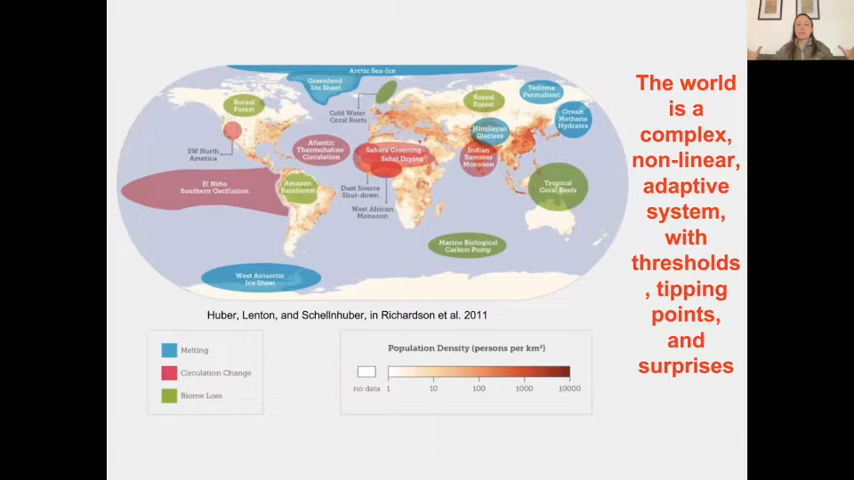 Arctic Sea-Ice
Greenland
Ice Sheet
Boreal
Forest
Cold Water
Coral Reefs
Boreal
Forest
Tundra
Permafrost
Ocean
Methane
Hydrates
Himalayan
Glaciers
SW North
America
Atlantic
Thermohaline
Circulation
Sahara Greening
Sahel Drying
Indian
Summer
Monsoon
El Niño
Southern Oscillation
Amazon
Rainforest
Dust Source
Shut-down
West African
Monsoon
Tropical
Coral Reefs
Marine Biological
Carbon Pump
West Antarctic
Ice Sheet
Huber, Lenton, and Schellnhuber, in Richardson et al. 2011
Melting
Circulation Change
Biome Loss
Population Density (persons per km²)
no data
1 10 100 1000 10000
The world
is a
complex,
non-linear,
adaptive
system,
with
thresholds
, tipping
points,
and
surprises